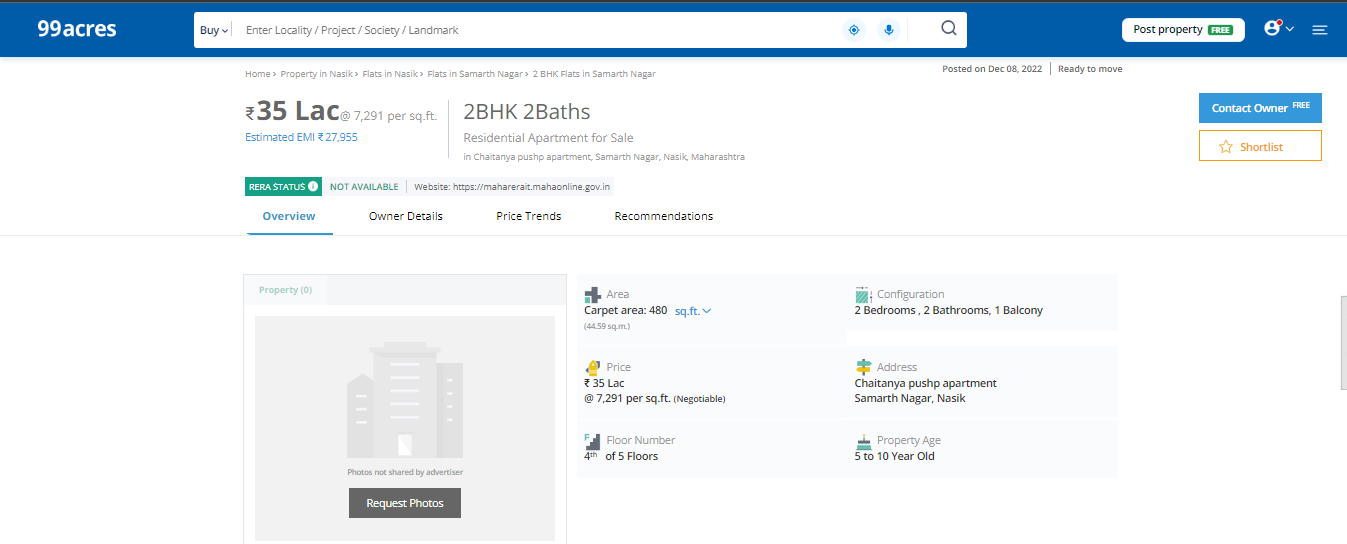 99acres
Buy
Enter Locality / Project / Society / Landmark
Post property FREE
Home > Property in Nasik > Flats in Nasik > Flats in Samarth Nagar > 2 BHK Flats in Samarth Nagar
Posted on Dec 08, 2022 | Ready to move
₹ 35 Lac @ 7,291 per sq.ft.
Estimated EMI ₹ 27,955
2BHK 2Baths
Residential Apartment for Sale
in Chaitanya pushp apartment, Samarth Nagar, Nasik, Maharashtra
Contact Owner FREE
Shortlist
RERA STATUS i NOT AVAILABLE | Website: https://maharerait.mahaonline.gov.in
Overview Owner Details Price Trends Recommendations
Property (0)
Photos not shared by advertiser
Request Photos
Area
Carpet area: 480 sq.ft.
(44.59 sq.m.)
Configuration
2 Bedrooms , 2 Bathrooms, 1 Balcony
Price
₹ 35 Lac
@ 7,291 per sq.ft. (Negotiable)
Address
Chaitanya pushp apartment
Samarth Nagar, Nasik
Floor Number
4th of 5 Floors
Property Age
5 to 10 Year Old